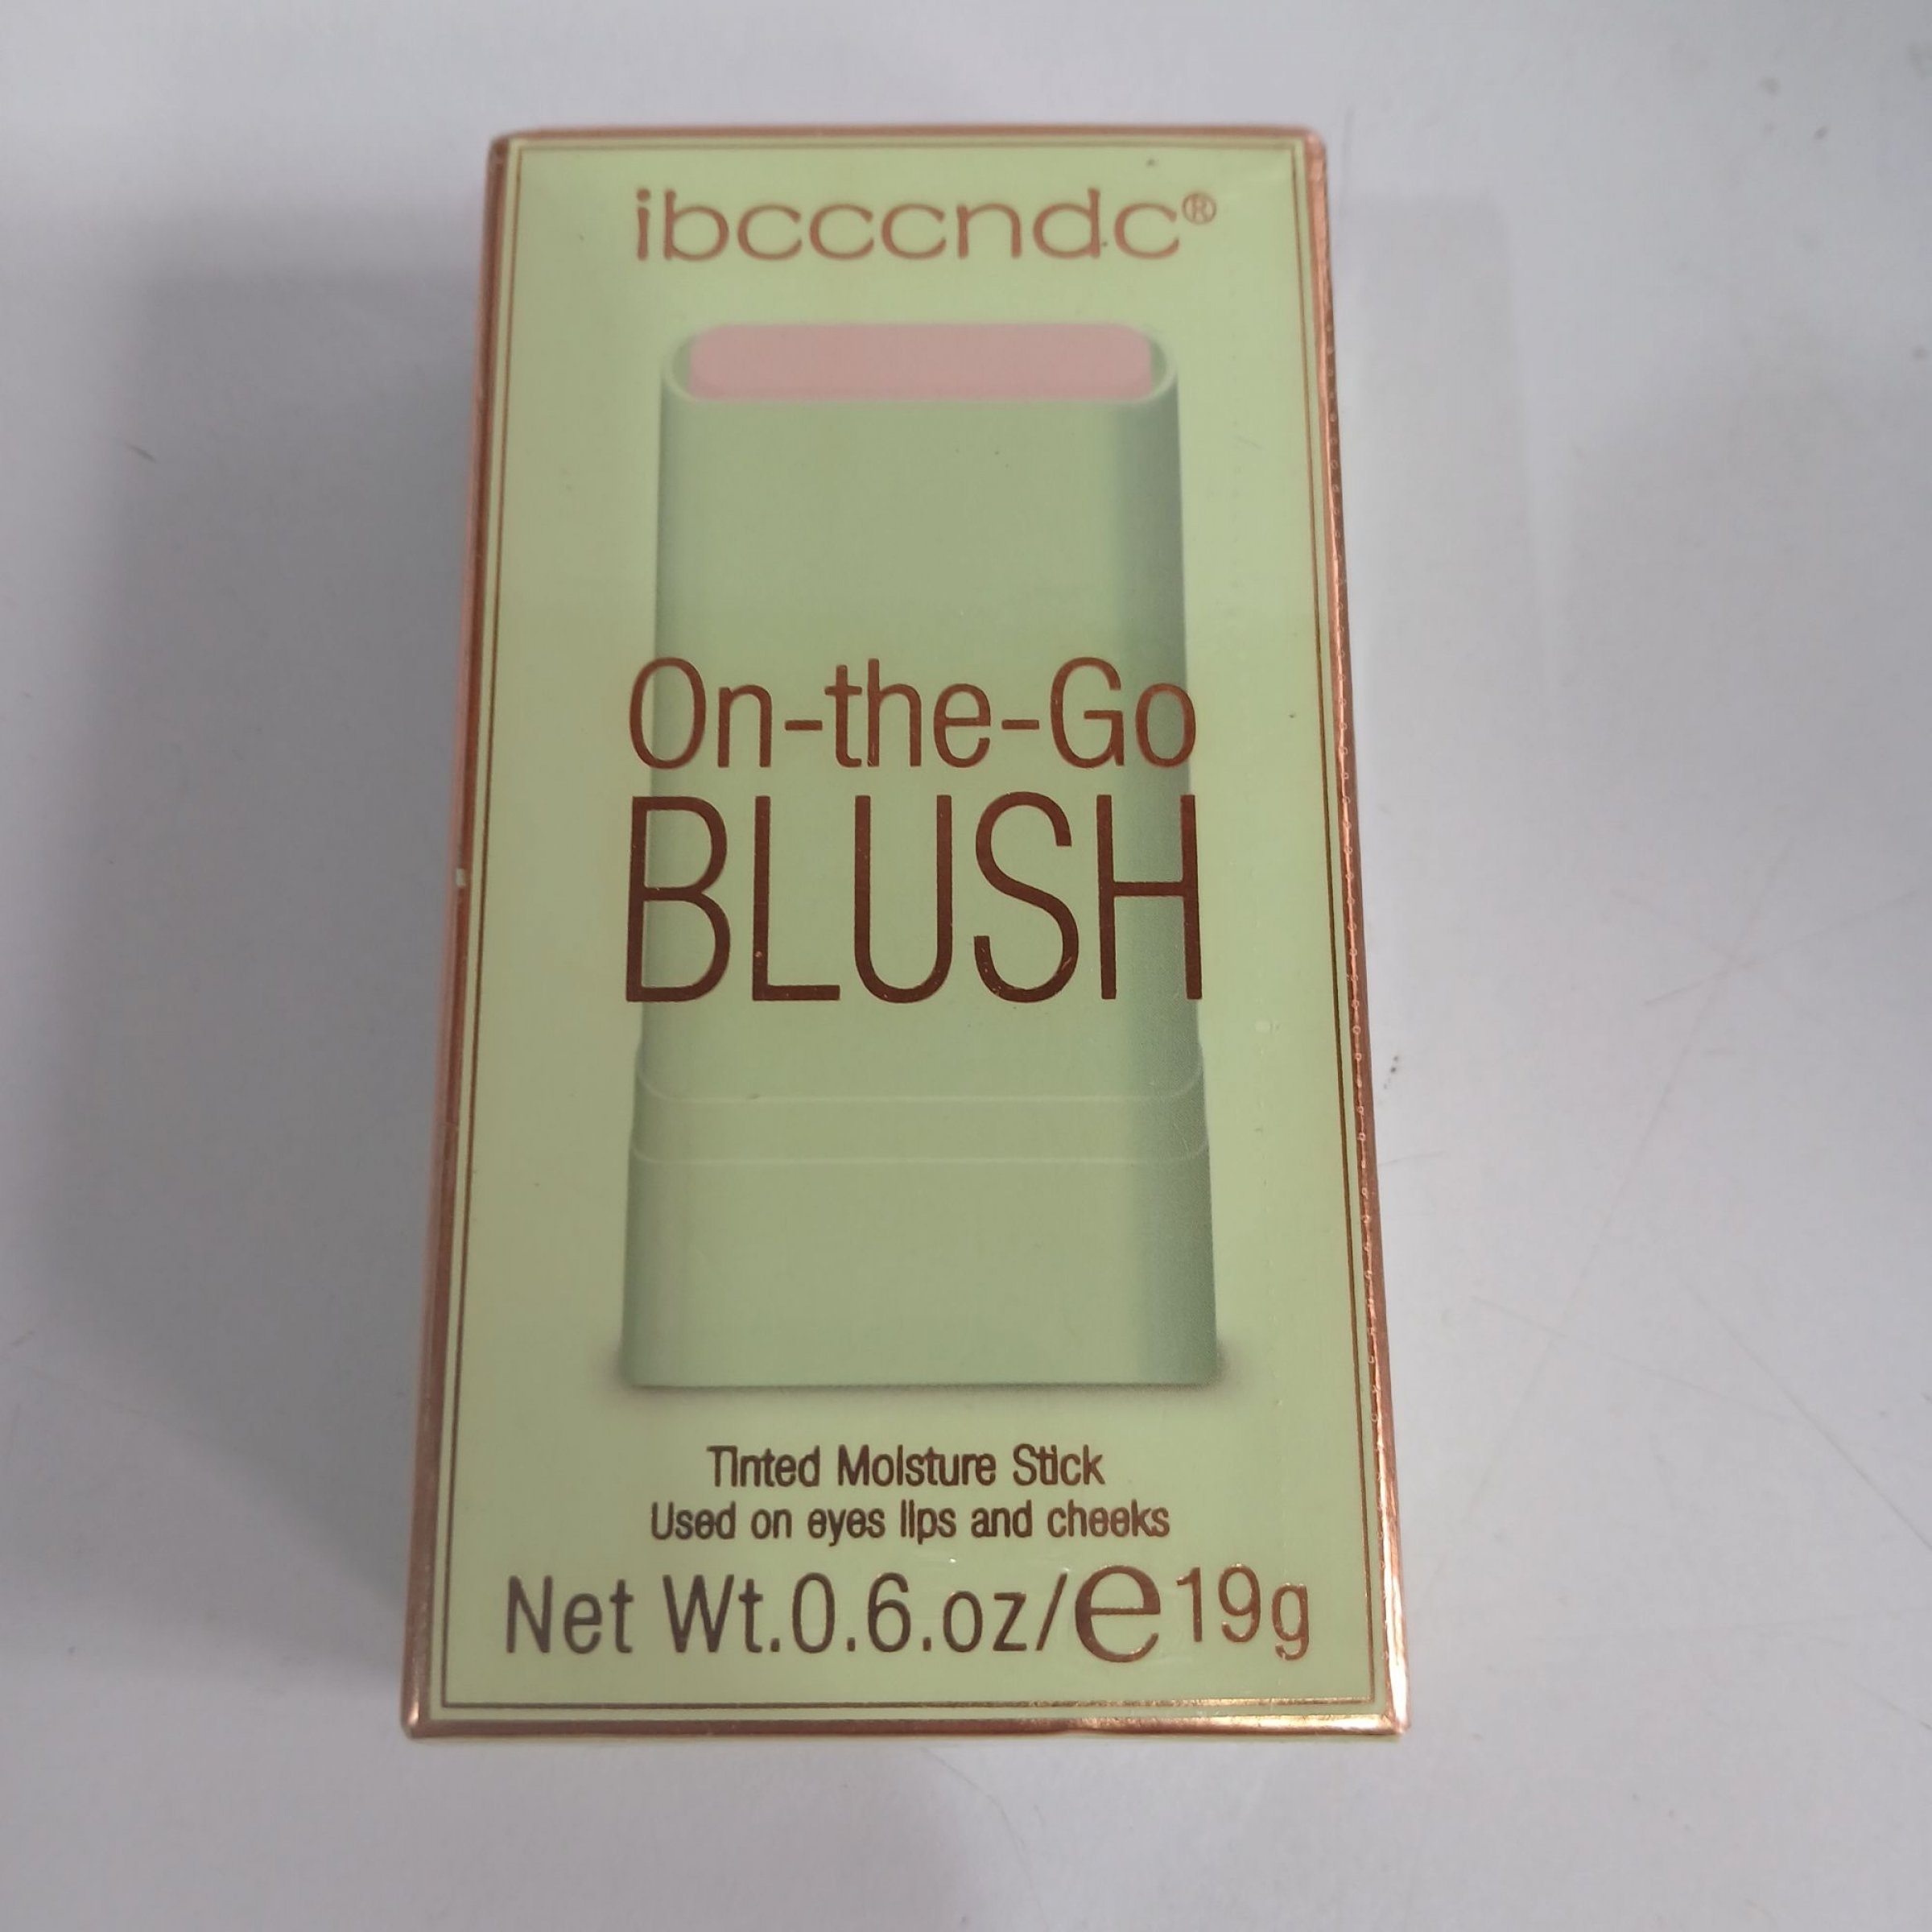 ibcccndc®
On-the-Go
BLUSH
Tinted Moisture Stick
Used on eyes lips and cheeks
Net Wt.0.6.oz/e19g